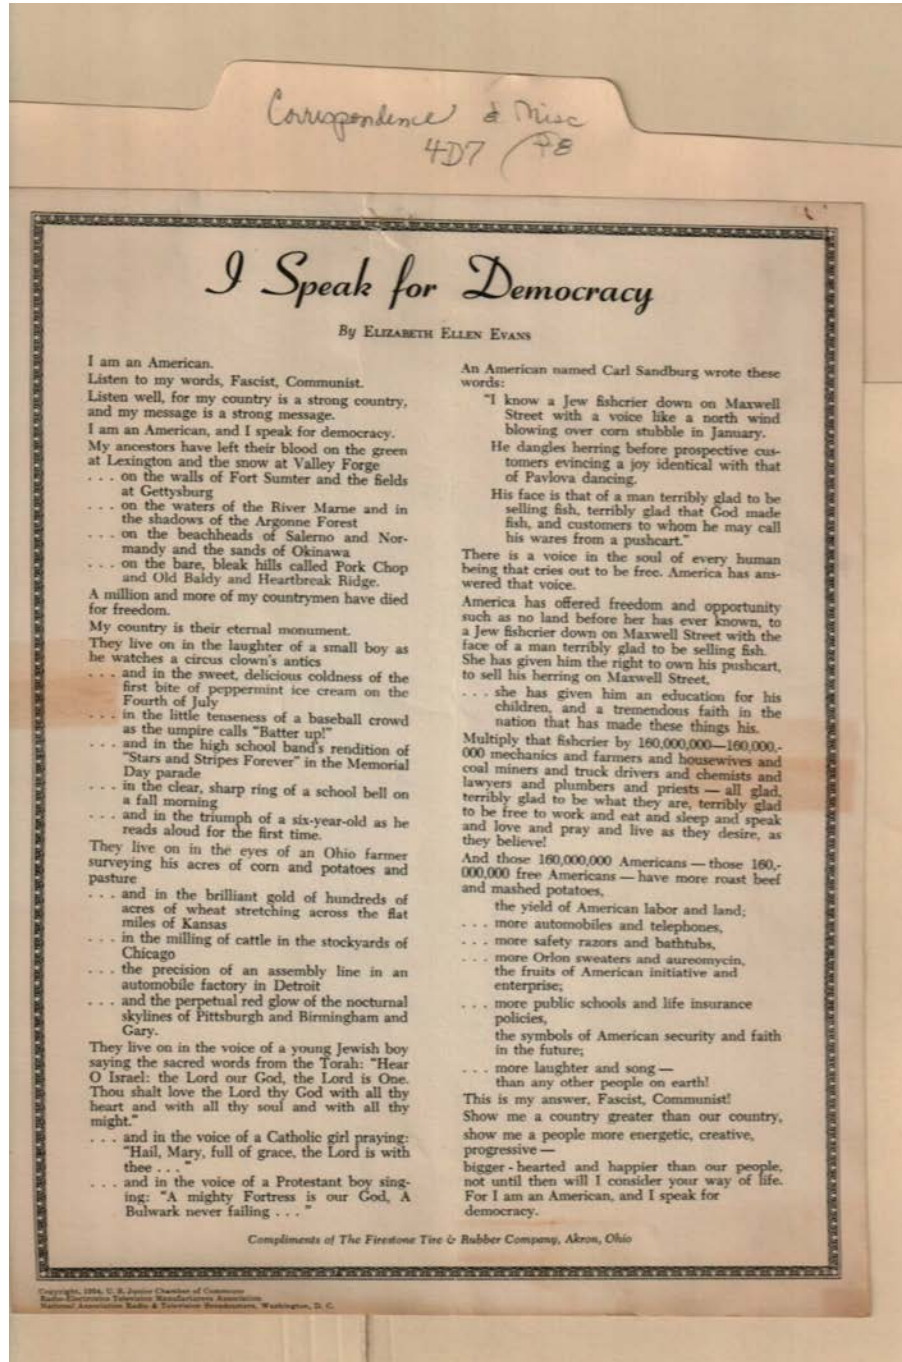 Correspondence & Misc
4D7
I Speak for Democracy
By ELIZABETH ELLEN EVANS
I am an American.
Listen to my words, Fascist, Communist.
Listen well, for my country is a strong country,
and my message is a strong message.
I am an American, and I speak for democracy.
My ancestors have left their blood on the green
at Lexington and the snow at Valley Forge
. . . on the walls of Fort Sumter and the fields
at Gettysburg
. . . on the waters of the River Marne and in
the shadows of the Argonne Forest
. . . on the beachheads of Salerno and Nor-
mandy and the sands of Okinawa
. . . on the bare, bleak hills called Pork Chop
and Old Baldy and Heartbreak Ridge.
A million and more of my countrymen have died
for freedom.
My country is their eternal monument.
They live on in the laughter of a small boy as
he watches a circus clown's antics
. . . and in the sweet, delicious coldness of the
first bite of peppermint ice cream on the
Fourth of July
. . . in the little tenseness of a baseball crowd
as the umpire calls "Batter up!"
. . . and in the high school band's rendition of
"Stars and Stripes Forever" in the Memorial
Day parade
. . . in the clear, sharp ring of a school bell on
a fall morning
. . . and in the triumph of a six-year-old as he
reads aloud for the first time.
They live on in the eyes of an Ohio farmer
surveying his acres of corn and potatoes and
pasture
. . . and in the brilliant gold of hundreds of
acres of wheat stretching across the flat
miles of Kansas
. . . in the milling of cattle in the stockyards of
Chicago
. . . the precision of an assembly line in an
automobile factory in Detroit
. . . and the perpetual red glow of the nocturnal
skylines of Pittsburgh and Birmingham and
Gary.
They live on in the voice of a young Jewish boy
saying the sacred words from the Torah: "Hear
O Israel: the Lord our God, the Lord is One.
Thou shalt love the Lord thy God with all thy
heart and with all thy soul and with all thy
might."
. . . and in the voice of a Catholic girl praying:
"Hail, Mary, full of grace, the Lord is with
thee . . . "
. . . and in the voice of a Protestant boy sing-
ing: "A mighty Fortress is our God, A
Bulwark never failing . . . "
An American named Carl Sandburg wrote these
words:
"I know a Jew fishcrier down on Maxwell
Street with a voice like a north wind
blowing over corn stubble in January.
He dangles herring before prospective cus-
tomers evincing a joy identical with that
of Pavlova dancing.
His face is that of a man terribly glad to be
selling fish, terribly glad that God made
fish, and customers to whom he may call
his wares from a pushcart."
There is a voice in the soul of every human
being that cries out to be free. America has ans-
wered that voice.
America has offered freedom and opportunity
such as no land before her has ever known, to
a Jew fishcrier down on Maxwell Street with the
face of a man terribly glad to be selling fish.
She has given him the right to own his pushcart,
to sell his herring on Maxwell Street,
. . . she has given him an education for his
children, and a tremendous faith in the
nation that has made these things his.
Multiply that fishcrier by 160,000,000—160,000,-
000 mechanics and farmers and housewives and
coal miners and truck drivers and chemists and
lawyers and plumbers and priests — all glad,
terribly glad to be what they are, terribly glad
to be free to work and eat and sleep and speak
and love and pray and live as they desire, as
they believe!
And those 160,000,000 Americans — those 160,-
000,000 free Americans — have more roast beef
and mashed potatoes,
the yield of American labor and land;
. . . more automobiles and telephones,
. . . more safety razors and bathtubs,
. . . more Orlon sweaters and aureomycin,
the fruits of American initiative and
enterprise;
. . . more public schools and life insurance
policies,
the symbols of American security and faith
in the future;
. . . more laughter and song —
than any other people on earth!
This is my answer, Fascist, Communist!
Show me a country greater than our country,
show me a people more energetic, creative,
progressive —
bigger - hearted and happier than our people,
not until then will I consider your way of life.
For I am an American, and I speak for
democracy.
Compliments of The Firestone Tire & Rubber Company, Akron, Ohio
Copyright, 1954, U. S. Junior Chamber of Commerce
Radio-Electronics Television Manufacturers Association
National Association Radio & Television Broadcasters, Washington, D. C.